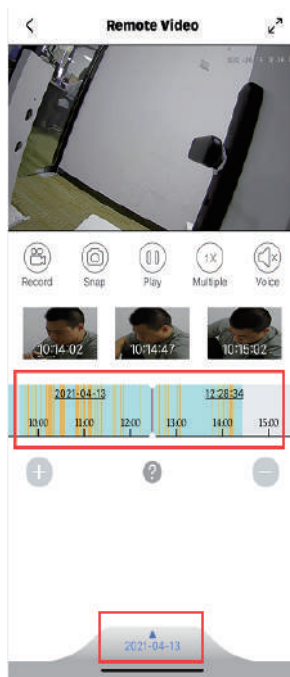 Remote Video
Record Snap Play 1X Multiple Voice
10:14:02 10:14:47 10:15:02
2021-04-13 12:28:34
10:00 11:00 12:00 13:00 14:00 15:00
+ ? −
2021-04-13